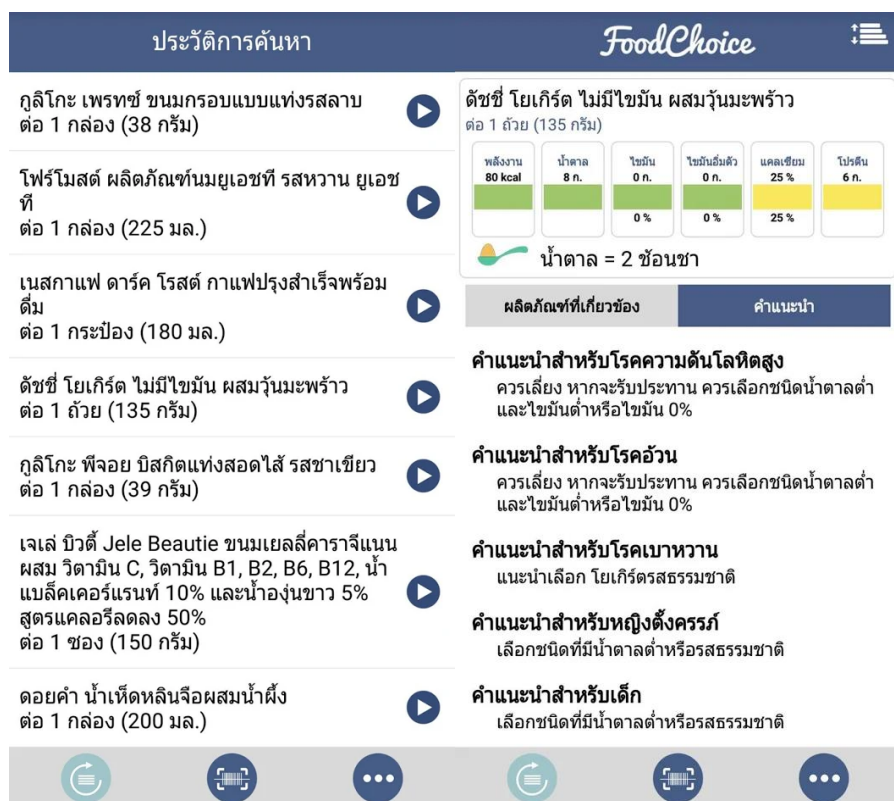 ประวัติการค้นหา
กูลิโกะ เพรทซ์ ขนมกรอบแบบแท่งรสลาบ
ต่อ 1 กล่อง (38 กรัม)
โฟร์โมสต์ ผลิตภัณฑ์นมยูเอชที รสหวาน ยูเอช
ที
ต่อ 1 กล่อง (225 มล.)
เนสกาแฟ ดาร์ค โรสต์ กาแฟปรุงสำเร็จพร้อม
ดื่ม
ต่อ 1 กระป๋อง (180 มล.)
ดัชชี่ โยเกิร์ต ไม่มีไขมัน ผสมวุ้นมะพร้าว
ต่อ 1 ถ้วย (135 กรัม)
กูลิโกะ พีจอย บิสกิตแท่งสอดไส้ รสชาเขียว
ต่อ 1 กล่อง (39 กรัม)
เจเล่ บิวตี้ Jele Beautie ขนมเยลลี่คาราจีแนน
ผสม วิตามิน C, วิตามิน B1, B2, B6, B12, น้ำ
แบล็คเคอร์แรนท์ 10% และน้ำองุ่นขาว 5%
สูตรแคลอรีลดลง 50%
ต่อ 1 ซอง (150 กรัม)
ดอยคำ น้ำเห็ดหลินจือผสมน้ำผึ้ง
ต่อ 1 กล่อง (200 มล.)
FoodChoice
ดัชชี่ โยเกิร์ต ไม่มีไขมัน ผสมวุ้นมะพร้าว
ต่อ 1 ถ้วย (135 กรัม)
พลังงาน น้ำตาล ไขมัน ไขมันอิ่มตัว แคลเซียม โปรตีน
80 kcal 8 ก. 0 ก. 0 ก. 25 % 6 ก.
0 % 0 % 25 %
น้ำตาล = 2 ช้อนชา
ผลิตภัณฑ์ที่เกี่ยวข้อง คำแนะนำ
คำแนะนำสำหรับโรคความดันโลหิตสูง
ควรเลี่ยง หากจะรับประทาน ควรเลือกชนิดน้ำตาลต่ำ
และไขมันต่ำหรือไขมัน 0%
คำแนะนำสำหรับโรคอ้วน
ควรเลี่ยง หากจะรับประทาน ควรเลือกชนิดน้ำตาลต่ำ
และไขมันต่ำหรือไขมัน 0%
คำแนะนำสำหรับโรคเบาหวาน
แนะนำเลือก โยเกิร์ตรสธรรมชาติ
คำแนะนำสำหรับหญิงตั้งครรภ์
เลือกชนิดที่มีน้ำตาลต่ำหรือรสธรรมชาติ
คำแนะนำสำหรับเด็ก
เลือกชนิดที่มีน้ำตาลต่ำหรือรสธรรมชาติ